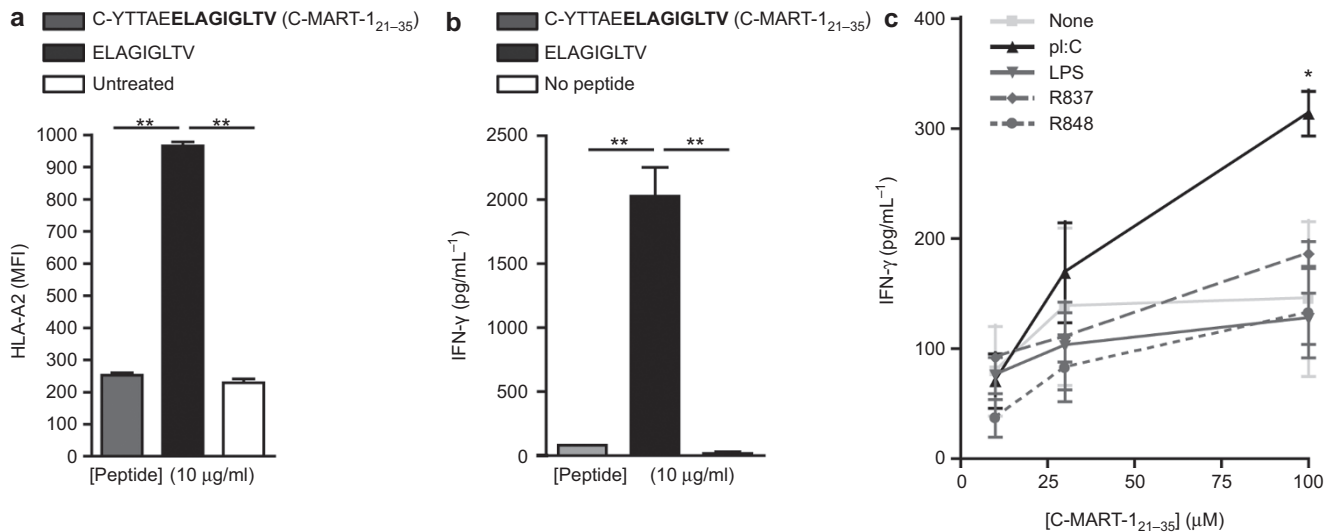 a
C-YTTAEELAGIGLTV (C-MART-1₂₁₋₃₅)
ELAGIGLTV
Untreated
HLA-A2 (MFI)
1000
900
800
700
600
500
400
300
200
100
0
**
**
[Peptide] (10 μg/ml)
b
C-YTTAEELAGIGLTV (C-MART-1₂₁₋₃₅)
ELAGIGLTV
No peptide
IFN-γ (pg/mL⁻¹)
2500
2000
1500
1000
500
0
**
**
[Peptide] (10 μg/ml)
c
None
pI:C
LPS
R837
R848
*
IFN-γ (pg/mL⁻¹)
400
300
200
100
0
0
25
50
75
100
[C-MART-1₂₁₋₃₅] (μM)